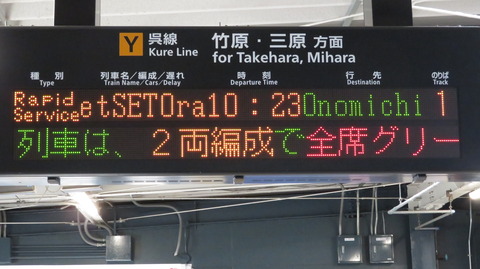 Y 呉線 竹原・三原 方面
Kure Line for Takehara, Mihara
種別 列車名/編成/遅れ 時刻 行先 のりば
Type Train Name/Cars/Delay Departure Time Destination Track
Rapid Service etSETOra 10:23 Onomichi 1
列車は、2両編成で全席グリー